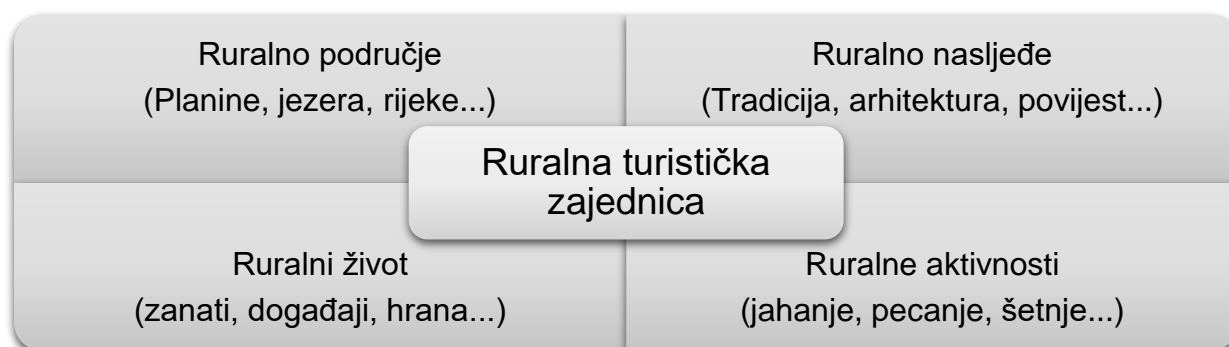 Ruralno područje
(Planine, jezera, rijeke...)
Ruralno nasljeđe
(Tradicija, arhitektura, povijest...)
Ruralna turistička
zajednica
Ruralni život
(zanati, događaji, hrana...)
Ruralne aktivnosti
(jahanje, pecanje, šetnje...)